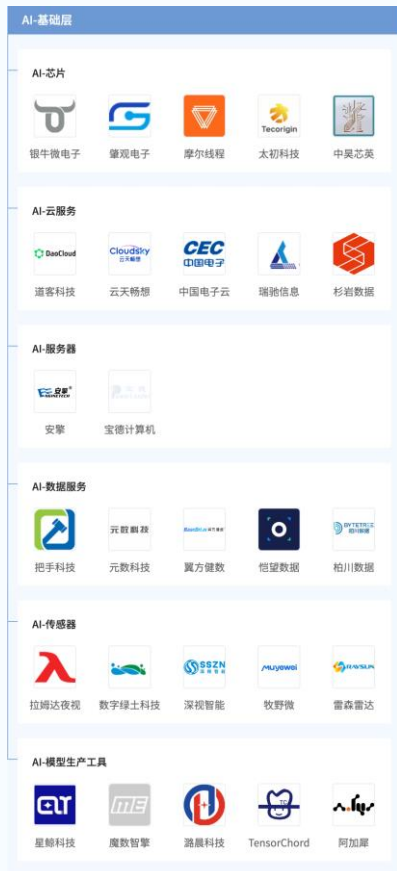 AI-基础层
AI-芯片
Tecorigin
银牛微电子 肇观电子 摩尔线程 太初科技 中昊芯英
AI-云服务
DaoCloud Cloudsky 云天畅想 CEC 中国电子
道客科技 云天畅想 中国电子云 瑞驰信息 杉岩数据
AI-服务器
安擎®
安擎 宝德计算机
AI-数据服务
元数科技
把手科技 元数科技 翼方健数 恺望数据 柏川数据
AI-传感器
SSZN MUyewei RAYSUN
拉姆达夜视 数字绿土科技 深视智能 牧野微 雷森雷达
AI-模型生产工具
星鲸科技 魔数智擎 潞晨科技 TensorChord 阿加犀